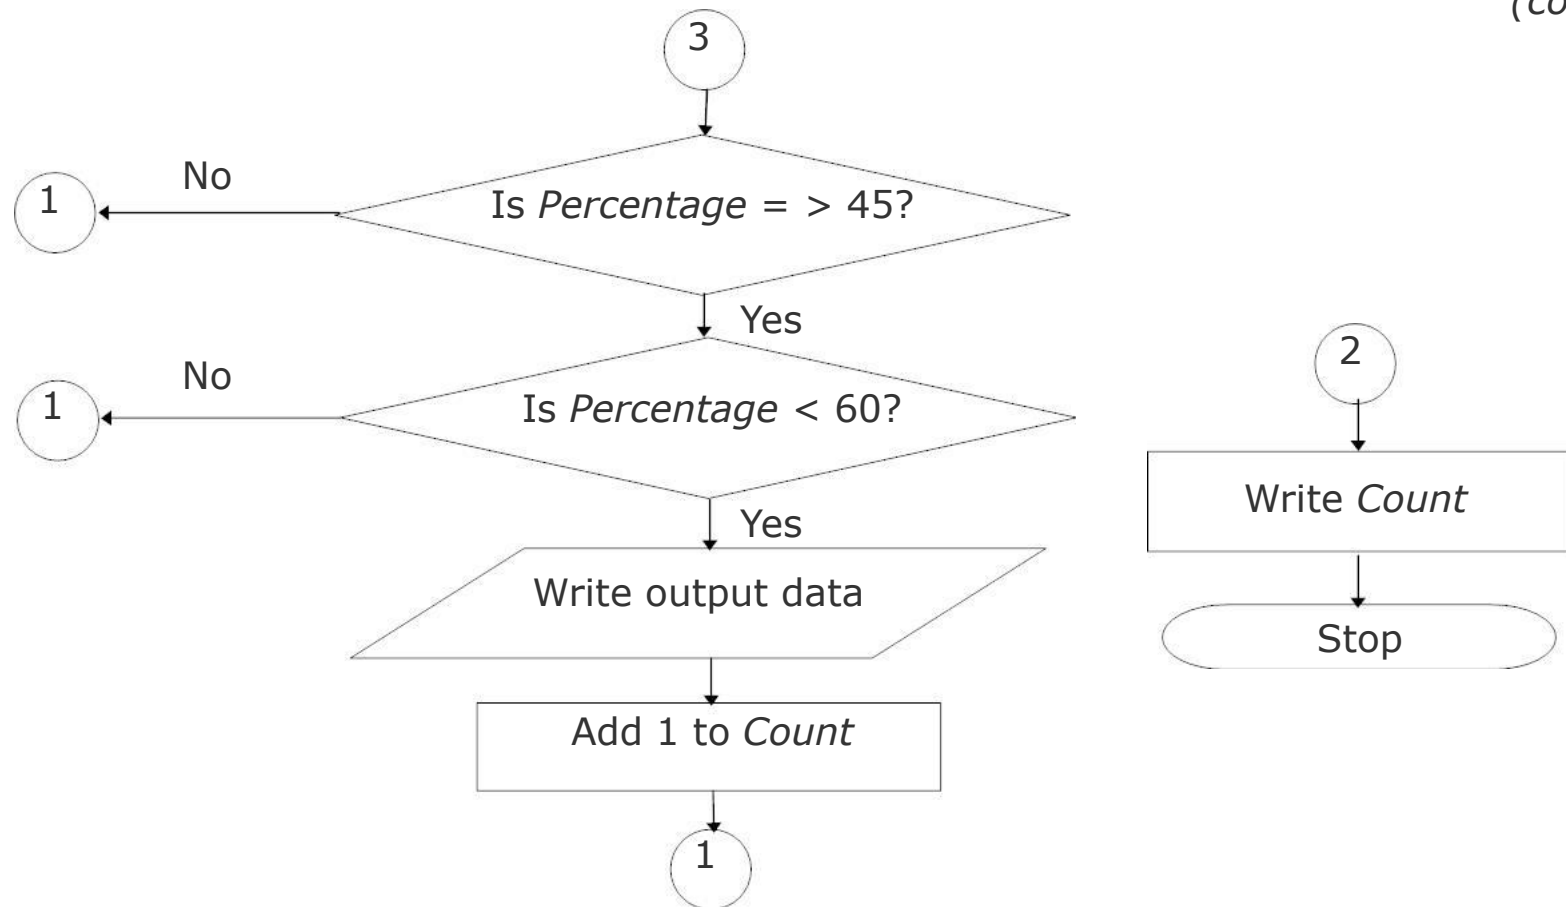 (co
3
No
1
Is Percentage = > 45?
Yes
No
1
Is Percentage < 60?
Yes
Write output data
Add 1 to Count
1
2
Write Count
Stop